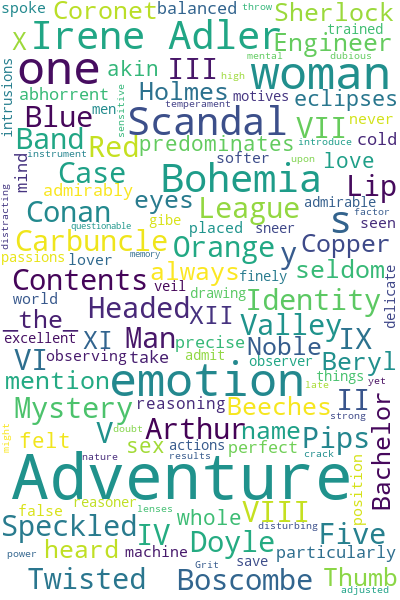 spoke Coronet balanced throw Sherlock
trained
Irene Adler Engineer
dubious
X akin III mental
intrusions abhorrent sensitive Holmes motives eclipses
high
one woman
men temperament never
Blue Scandal VII cold
mind Red predominates
instrument introduce upon
Band softer love
Case Bohemia Lip
admirably eyes admirable seen
distracting Conan League factor
gibe placed sneer
s
questionable
Carbuncle Orange y Copper
passions lover memory finely
Contents veil always seldom delicate
world drawing
_the_ Headed XII Identity
excellent precise Valley IX
XI Man admit Noble
VI observing take observer Beryl
mention reasoning emotion things II yet
late strong
Mystery V Arthur Beeches Bachelor
might felt doubt sex name Pips
nature actions perfect crack
results
Adventure
reasoner lenses position
false whole VIII
Speckled IV disturbing Five
heard machine Doyle particularly
power Grit save
Twisted Boscombe Thumb
adjusted